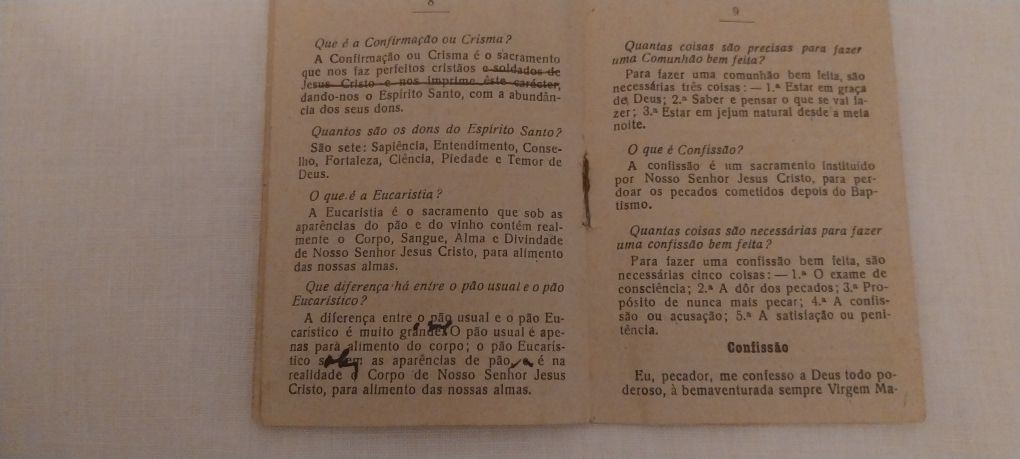 8
Que é a Confirmação ou Crisma?
A Confirmação ou Crisma é o sacramento
que nos faz perfeitos cristãos e soldados de
Jesus Cristo e nos imprime êste carácter,
dando-nos o Espírito Santo, com a abundân-
cia dos seus dons.
Quantos são os dons do Espírito Santo?
São sete: Sapiência, Entendimento, Conse-
lho, Fortaleza, Ciência, Piedade e Temor de
Deus.
O que é a Eucaristia?
A Eucaristia é o sacramento que sob as
aparências do pão e do vinho contém real-
mente o Corpo, Sangue, Alma e Divindade
de Nosso Senhor Jesus Cristo, para alimento
das nossas almas.
Que diferença há entre o pão usual e o pão
Eucarístico?
A diferença entre o pão usual e o pão Eu-
carístico é muito grande. O pão usual é ape-
nas para alimento do corpo; o pão Eucarís-
tico as aparências de pão, é na
realidade o Corpo de Nosso Senhor Jesus
Cristo, para alimento das nossas almas.
9
Quantas coisas são precisas para fazer
uma Comunhão bem feita?
Para fazer uma comunhão bem feita, são
necessárias três coisas: — 1.ª Estar em graça
de Deus; 2.ª Saber e pensar o que se vai fa-
zer; 3.ª Estar em jejum natural desde a meia
noite.
O que é Confissão?
A confissão é um sacramento instituído
por Nosso Senhor Jesus Cristo, para per-
doar os pecados cometidos depois do Bap-
tismo.
Quantas coisas são necessárias para fazer
uma confissão bem feita?
Para fazer uma confissão bem feita, são
necessárias cinco coisas: — 1.ª O exame de
consciência; 2.ª A dôr dos pecados; 3.ª Pro-
pósito de nunca mais pecar; 4.ª A confis-
são ou acusação; 5.ª A satisfação ou peni-
tência.
Confissão
Eu, pecador, me confesso a Deus todo po-
deroso, à bemaventurada sempre Virgem Ma-